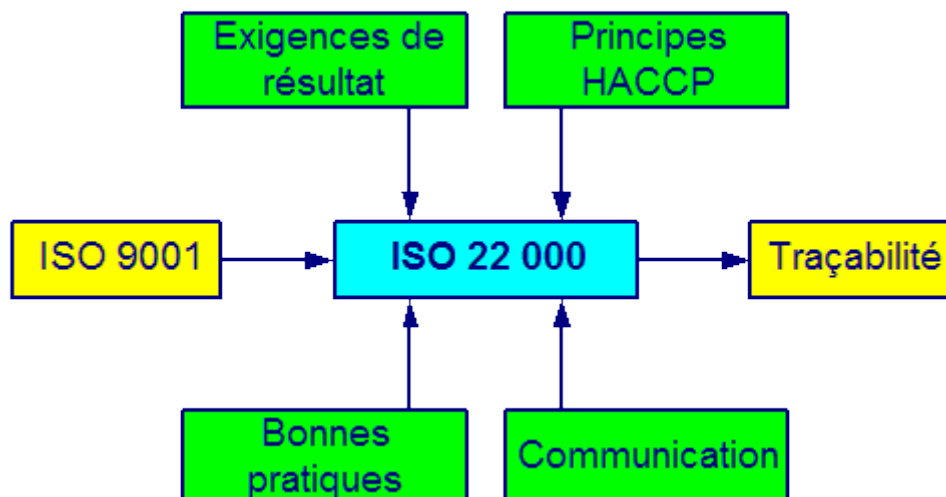 Exigences de
résultat
Principes
HACCP
ISO 9001
ISO 22 000
Traçabilité
Bonnes
pratiques
Communication